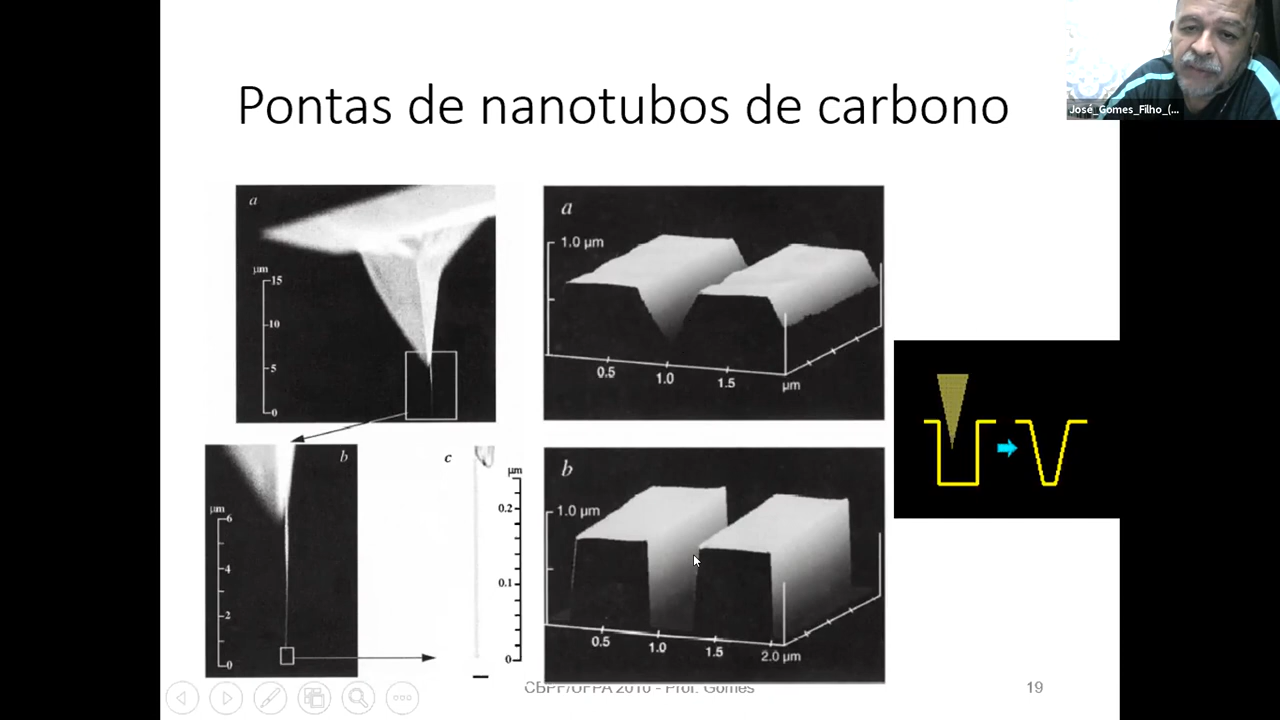 José_Gomes_Filho_(...
Pontas de nanotubos de carbono
a
µm
15
10
5
0
b
µm
6
4
2
0
c
µm
0.2
0.1
0
a
1.0 µm
0.5
1.0
1.5
µm
b
1.0 µm
0.5
1.0
1.5
2.0 µm
CBPF/UFPA 2010 - Prof. Gomes
19